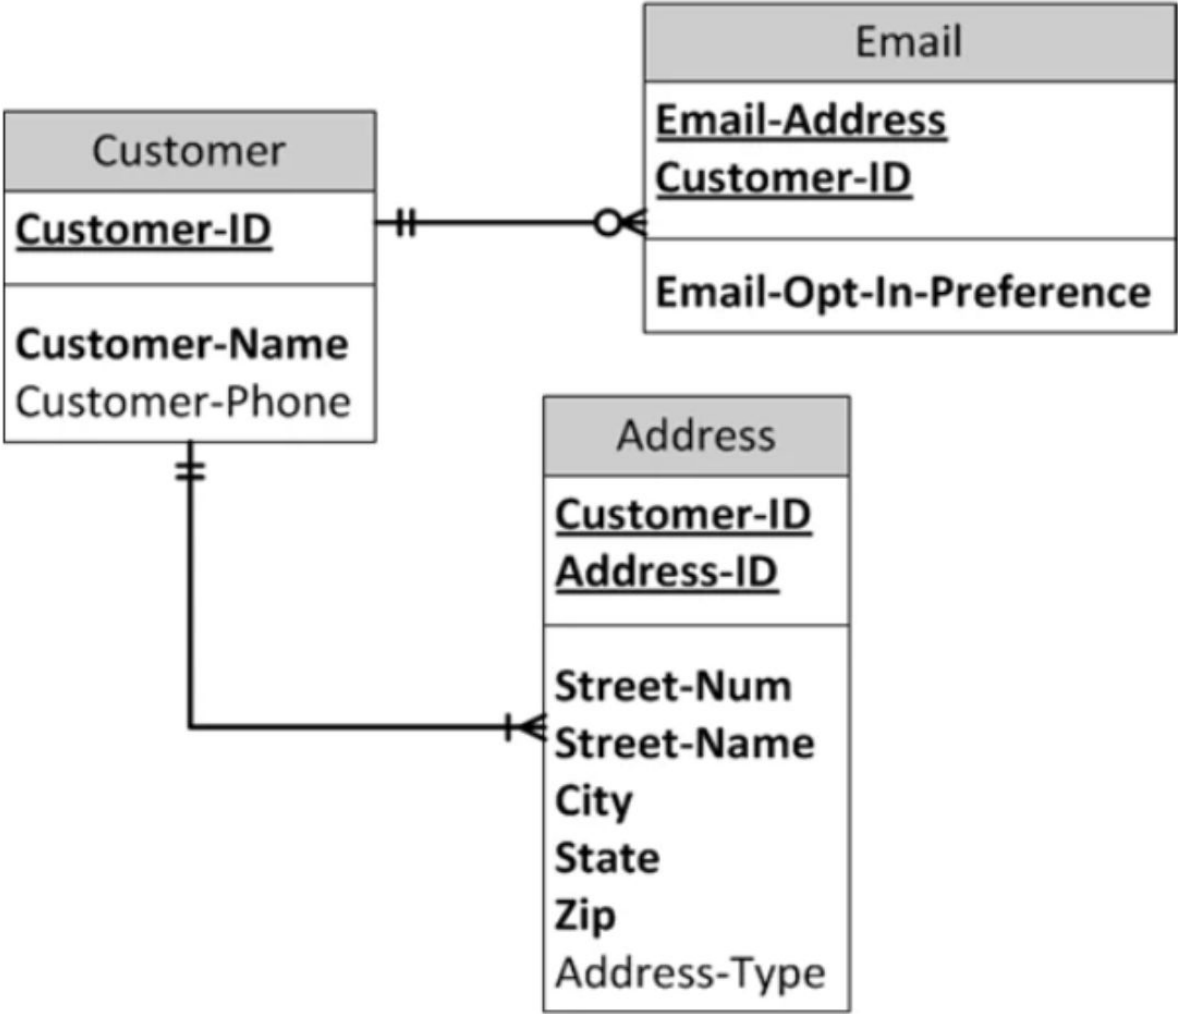 Customer
Customer-ID
Customer-Name
Customer-Phone
Email
Email-Address
Customer-ID
Email-Opt-In-Preference
Address
Customer-ID
Address-ID
Street-Num
Street-Name
City
State
Zip
Address-Type